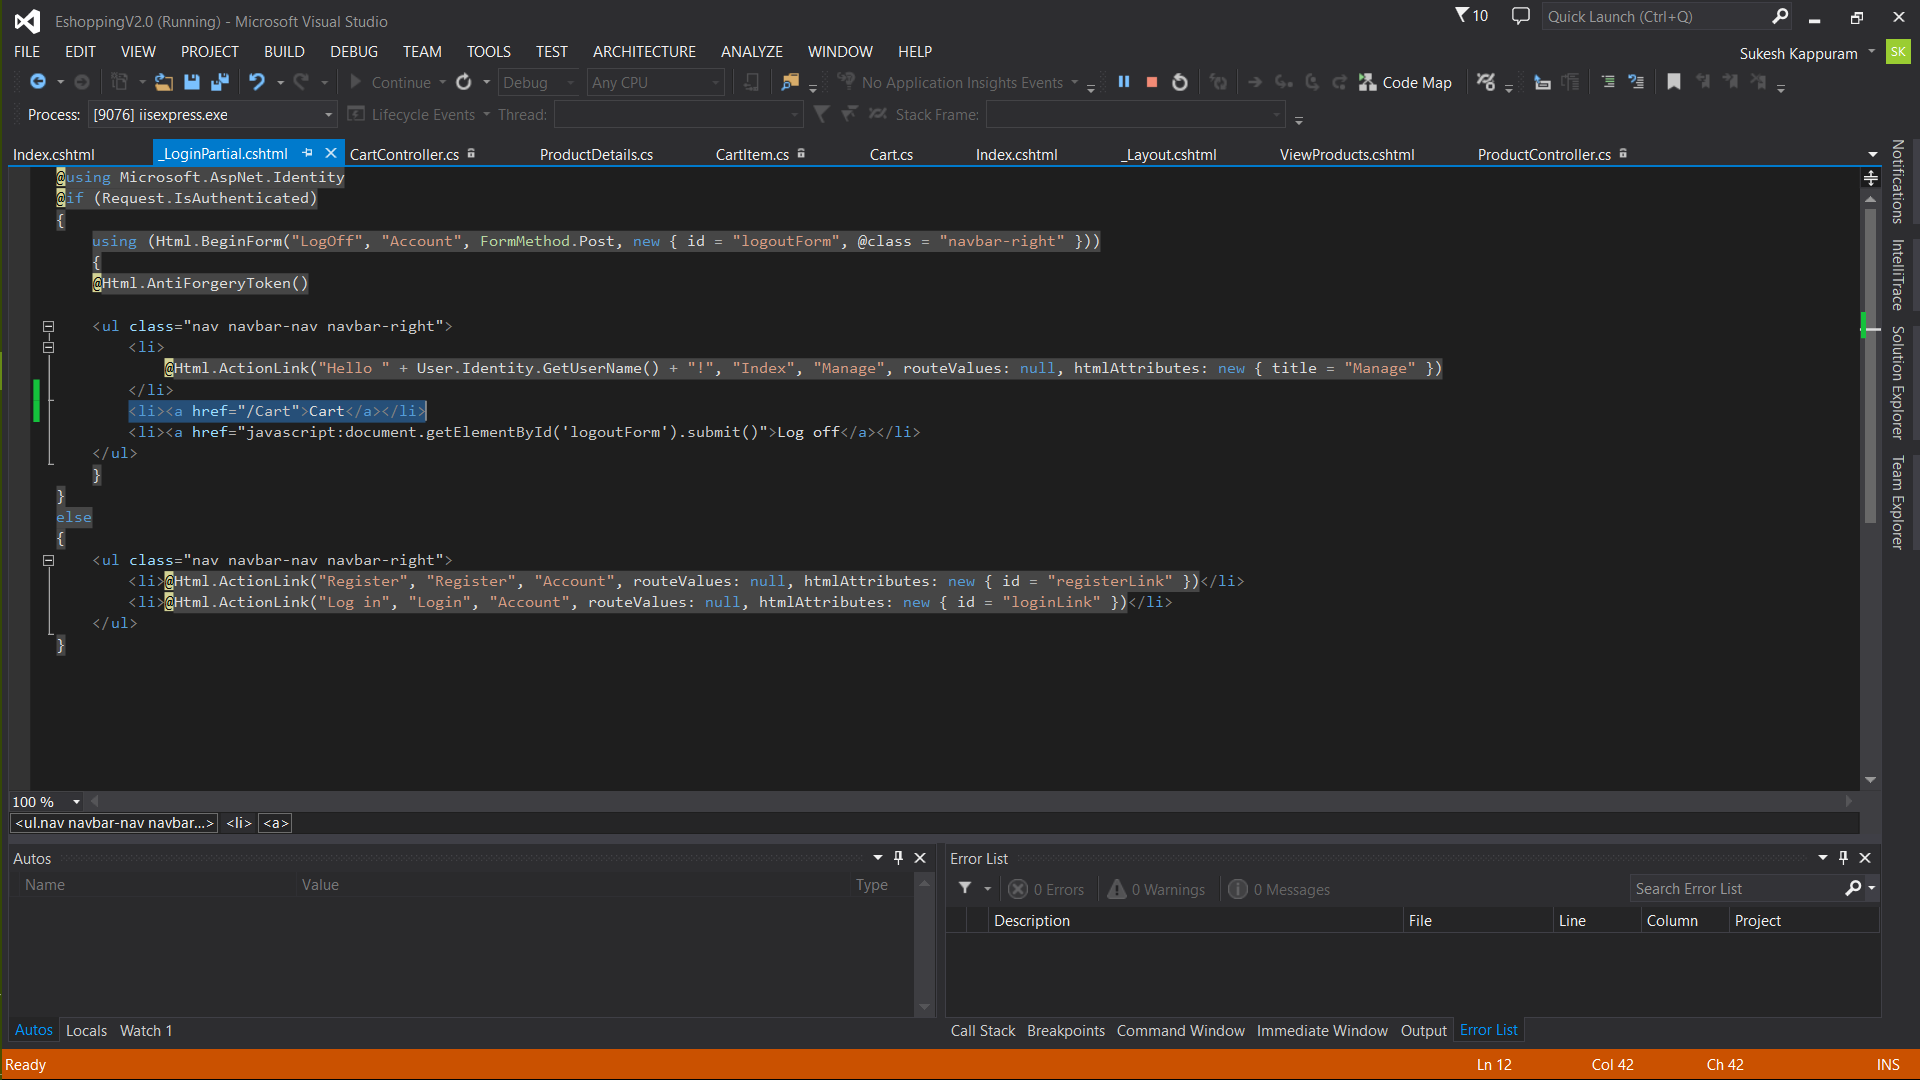 EshoppingV2.0 (Running) - Microsoft Visual Studio
10
Quick Launch (Ctrl+Q)
FILE EDIT VIEW PROJECT BUILD DEBUG TEAM TOOLS TEST ARCHITECTURE ANALYZE WINDOW HELP
Sukesh Kappuram SK
Continue Debug Any CPU No Application Insights Events Code Map
Process: [9076] iisexpress.exe Lifecycle Events Thread: Stack Frame:
Index.cshtml _LoginPartial.cshtml CartController.cs ProductDetails.cs CartItem.cs Cart.cs Index.cshtml _Layout.cshtml ViewProducts.cshtml ProductController.cs
@using Microsoft.AspNet.Identity
@if (Request.IsAuthenticated)
{
using (Html.BeginForm("LogOff", "Account", FormMethod.Post, new { id = "logoutForm", @class = "navbar-right" }))
{
@Html.AntiForgeryToken()
<ul class="nav navbar-nav navbar-right">
<li>
@Html.ActionLink("Hello " + User.Identity.GetUserName() + "!", "Index", "Manage", routeValues: null, htmlAttributes: new { title = "Manage" })
</li>
<li><a href="/Cart">Cart</a></li>
<li><a href="javascript:document.getElementById('logoutForm').submit()">Log off</a></li>
</ul>
}
}
else
{
<ul class="nav navbar-nav navbar-right">
<li>@Html.ActionLink("Register", "Register", "Account", routeValues: null, htmlAttributes: new { id = "registerLink" })</li>
<li>@Html.ActionLink("Log in", "Login", "Account", routeValues: null, htmlAttributes: new { id = "loginLink" })</li>
</ul>
}
Notifications
IntelliTrace
Solution Explorer
Team Explorer
100 %
<ul.nav navbar-nav navbar...> <li> <a>
Autos
Name Value Type
Autos Locals Watch 1
Error List
0 Errors 0 Warnings 0 Messages Search Error List
Description File Line Column Project
Call Stack Breakpoints Command Window Immediate Window Output Error List
Ready Ln 12 Col 42 Ch 42 INS